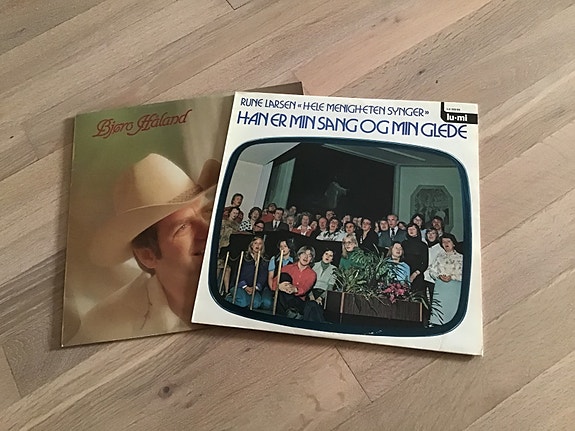 Bjøro Håland
RUNE LARSEN «HELE MENIGHETEN SYNGER»
HAN ER MIN SANG OG MIN GLEDE
lu-mi